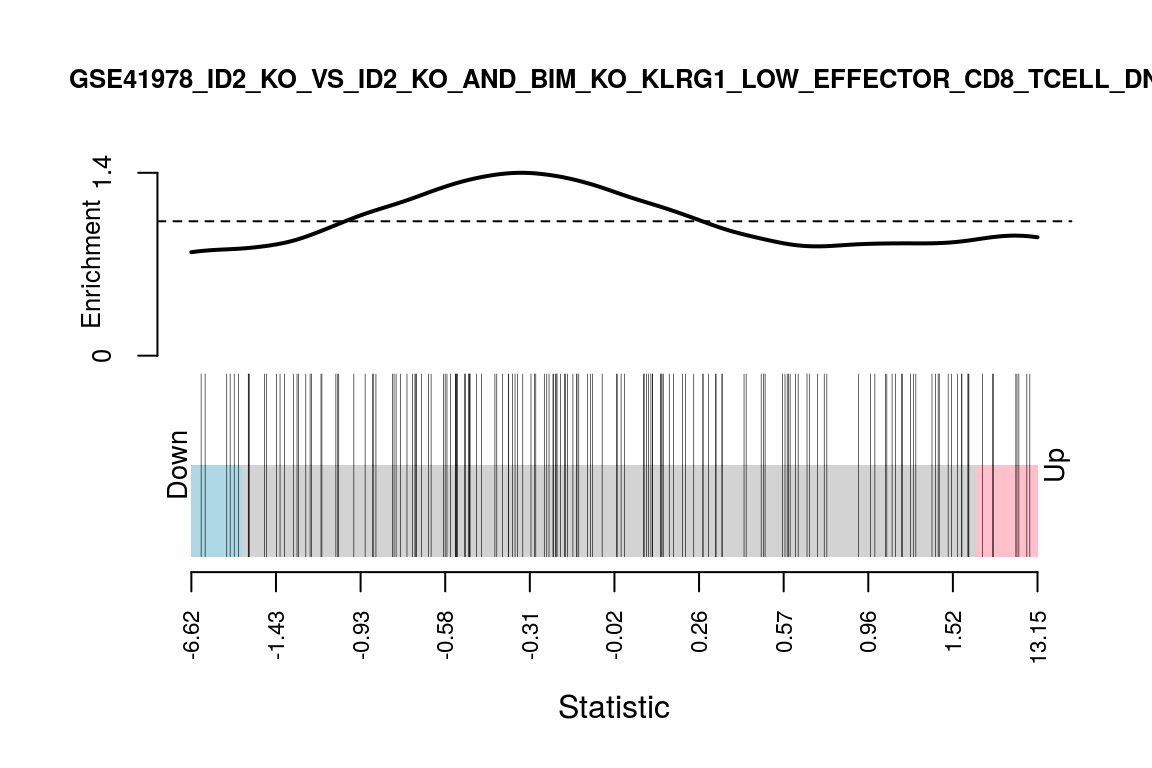 GSE41978_ID2_KO_VS_ID2_KO_AND_BIM_KO_KLRG1_LOW_EFFECTOR_CD8_TCELL_DN
Enrichment
1.4
0
Down
Up
-6.62
-1.43
-0.93
-0.58
-0.31
-0.02
0.26
0.57
0.96
1.52
13.15
Statistic